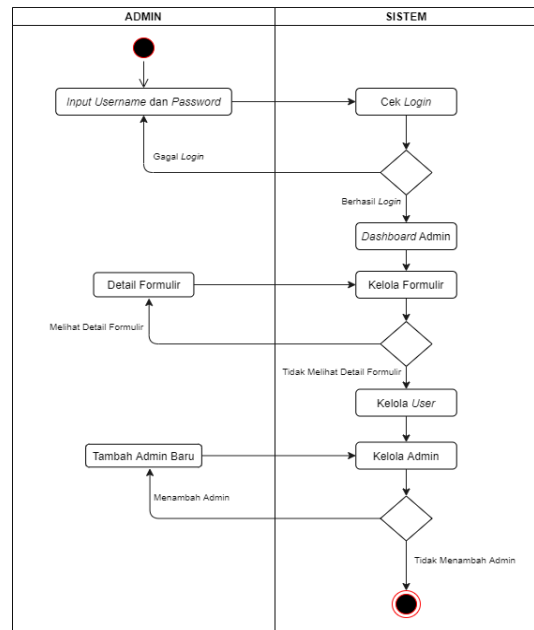 ADMIN
SISTEM
Input Username dan Password
Cek Login
Gagal Login
Berhasil Login
Dashboard Admin
Detail Formulir
Kelola Formulir
Melihat Detail Formulir
Tidak Melihat Detail Formulir
Kelola User
Tambah Admin Baru
Kelola Admin
Menambah Admin
Tidak Menambah Admin